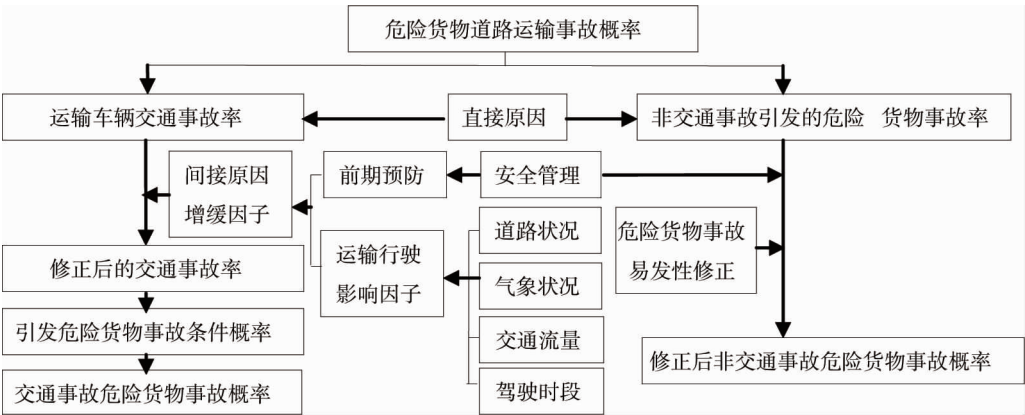 危险货物道路运输事故概率
运输车辆交通事故率
直接原因
非交通事故引发的危险 货物事故率
间接原因
增缓因子
前期预防
安全管理
道路状况
危险货物事故
易发性修正
运输行驶
影响因子
修正后的交通事故率
气象状况
引发危险货物事故条件概率
交通流量
修正后非交通事故危险货物事故概率
交通事故危险货物事故概率
驾驶时段